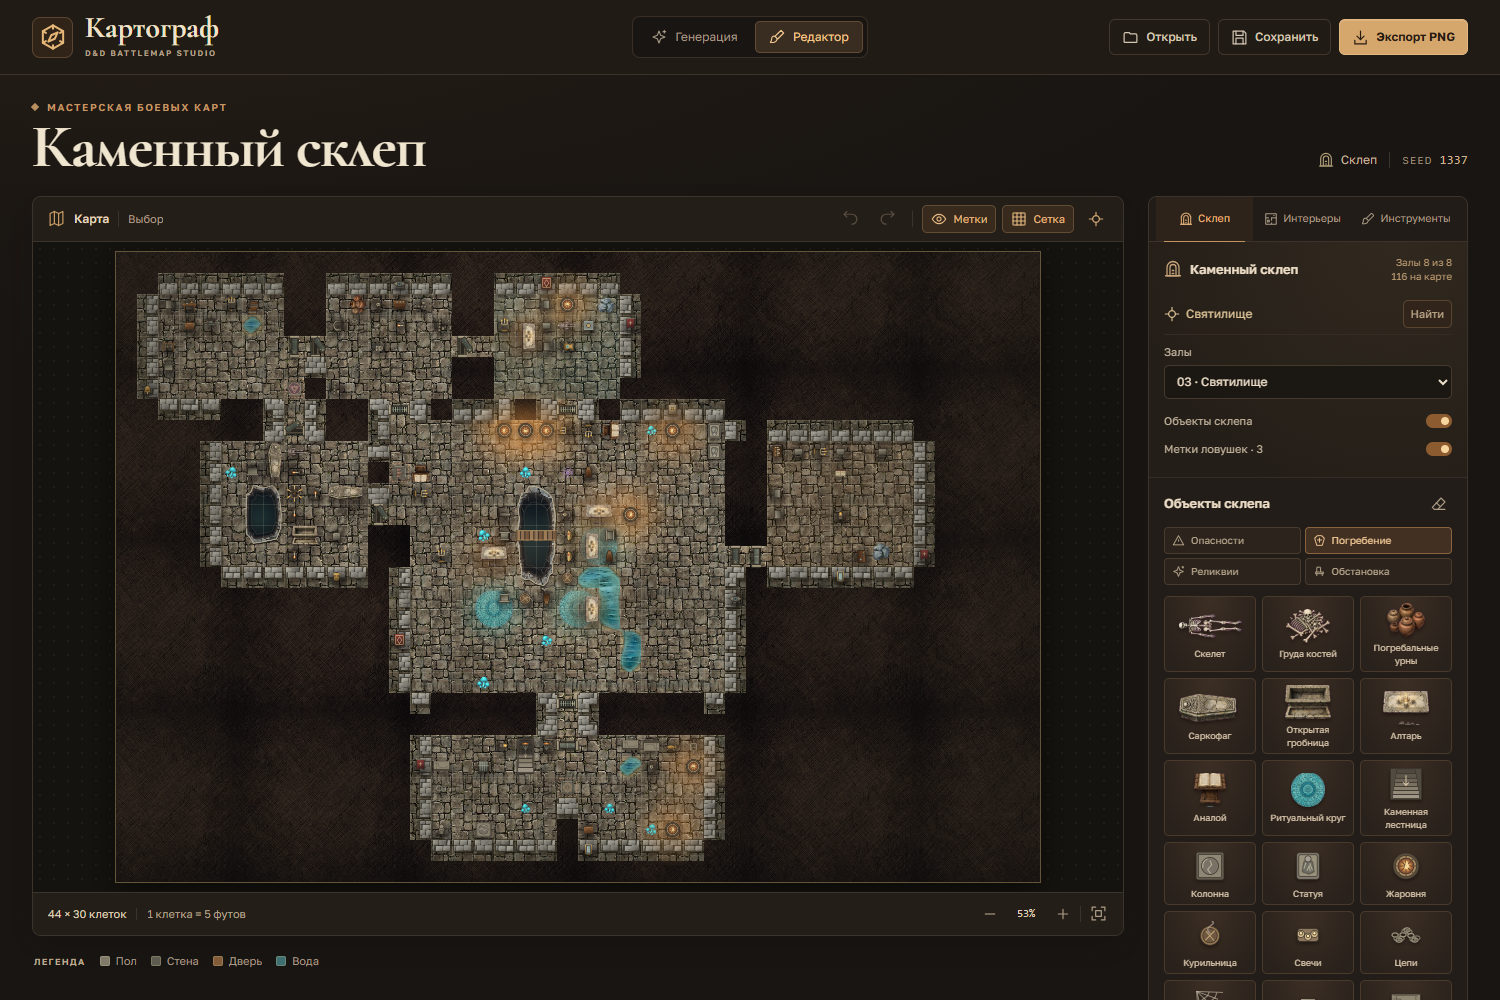 Картограф
D&D BATTLEMAP STUDIO
Генерация
Редактор
Открыть
Сохранить
Экспорт PNG
МАСТЕРСКАЯ БОЕВЫХ КАРТ
Каменный склеп
Склеп
SEED 1337
Карта
Выбор
Метки
Сетка
Склеп
Интерьеры
Инструменты
Каменный склеп
Залы 8 из 8
116 на карте
Святилище
Найти
Залы
03 · Святилище
Объекты склепа
Метки ловушек · 3
Объекты склепа
Опасности
Погребение
Реликвии
Обстановка
Скелет
Груда костей
Погребальные
урны
Саркофаг
Открытая
гробница
Алтарь
Аналой
Ритуальный круг
Каменная
лестница
Колонна
Статуя
Жаровня
Курильница
Свечи
Цепи
44 × 30 клеток
1 клетка = 5 футов
53%
ЛЕГЕНДА
Пол
Стена
Дверь
Вода